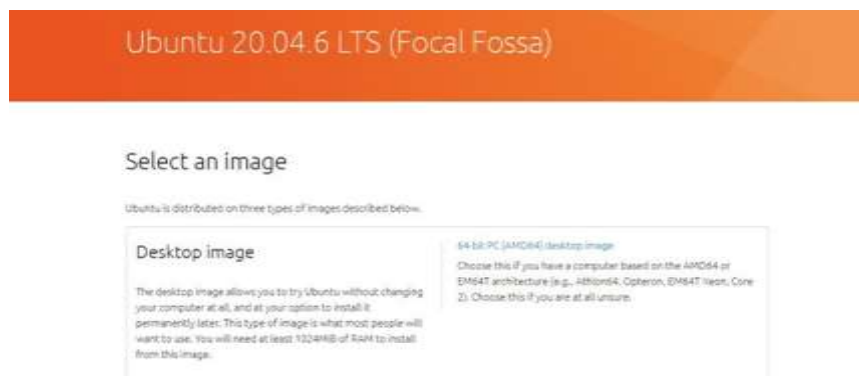 Ubuntu 20.04.6 LTS (Focal Fossa)
Select an image
Ubuntu is distributed on three types of images described below.
Desktop image
The desktop image allows you to try Ubuntu without changing
your computer at all, and at your option to install it
permanently later. This type of image is what most people will
want to use. You will need at least 1024MiB of RAM to install
from this image.
64-bit PC (AMD64) desktop image
Choose this if you have a computer based on the AMD64 or
EM64T architecture (e.g., Athlon64, Opteron, EM64T Xeon, Core
2). Choose this if you are at all unsure.